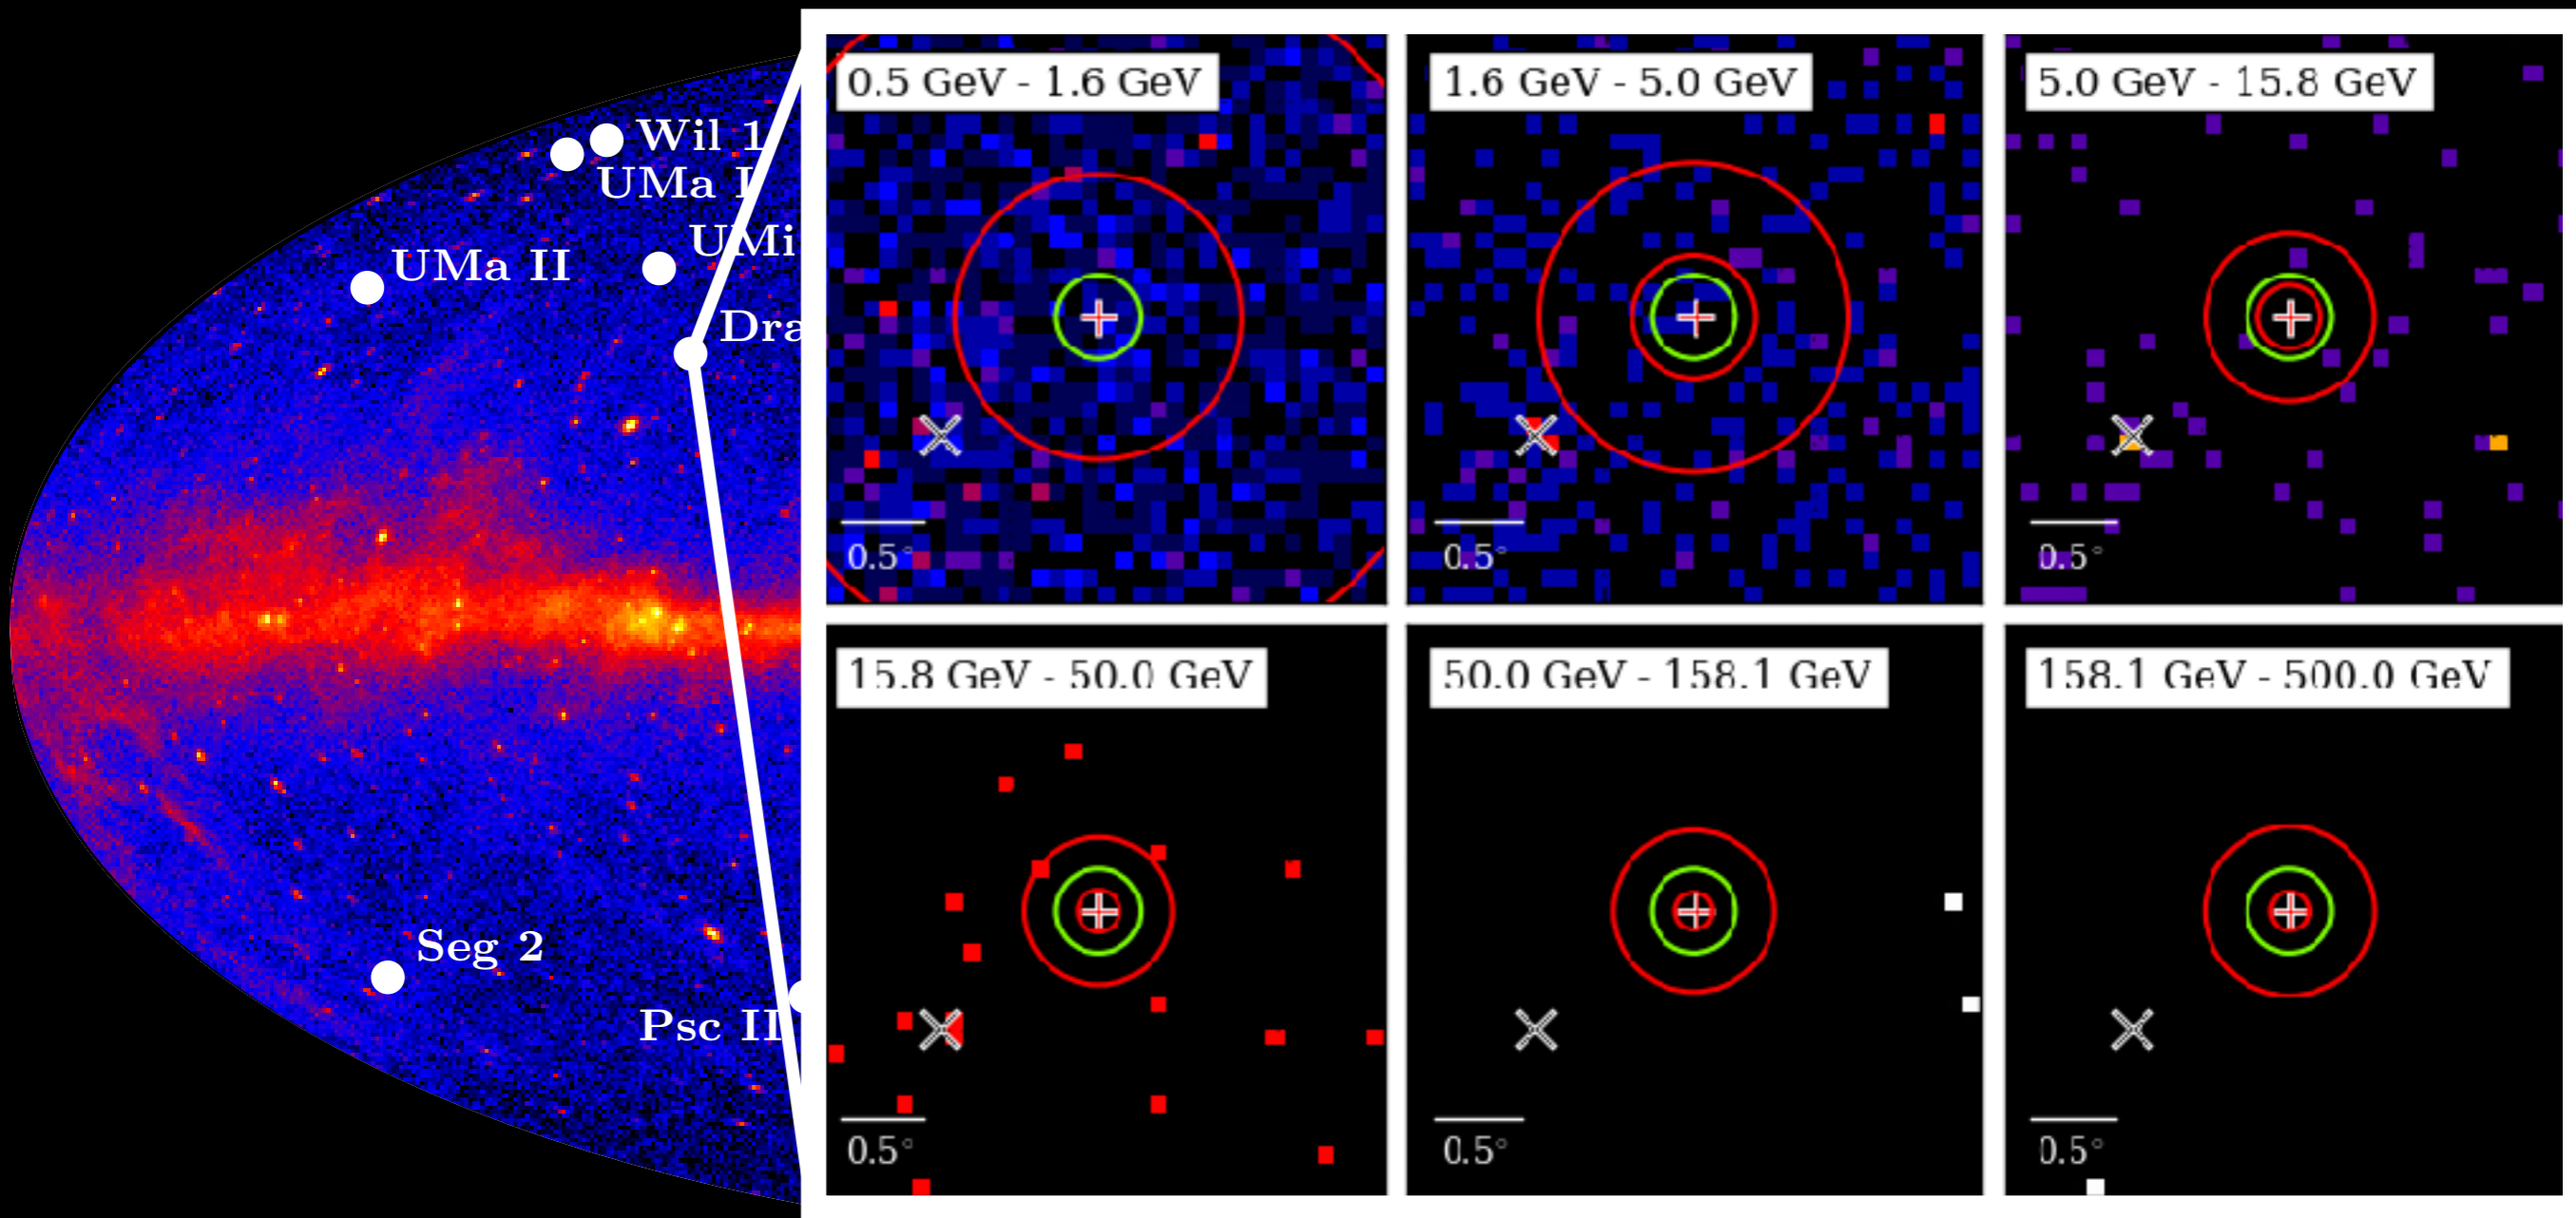 Wil 1
UMa I
UMi
UMa II
Dra
Seg 2
Psc II
0.5 GeV - 1.6 GeV
0.5°
1.6 GeV - 5.0 GeV
0.5°
5.0 GeV - 15.8 GeV
0.5°
15.8 GeV - 50.0 GeV
0.5°
50.0 GeV - 158.1 GeV
0.5°
158.1 GeV - 500.0 GeV
0.5°